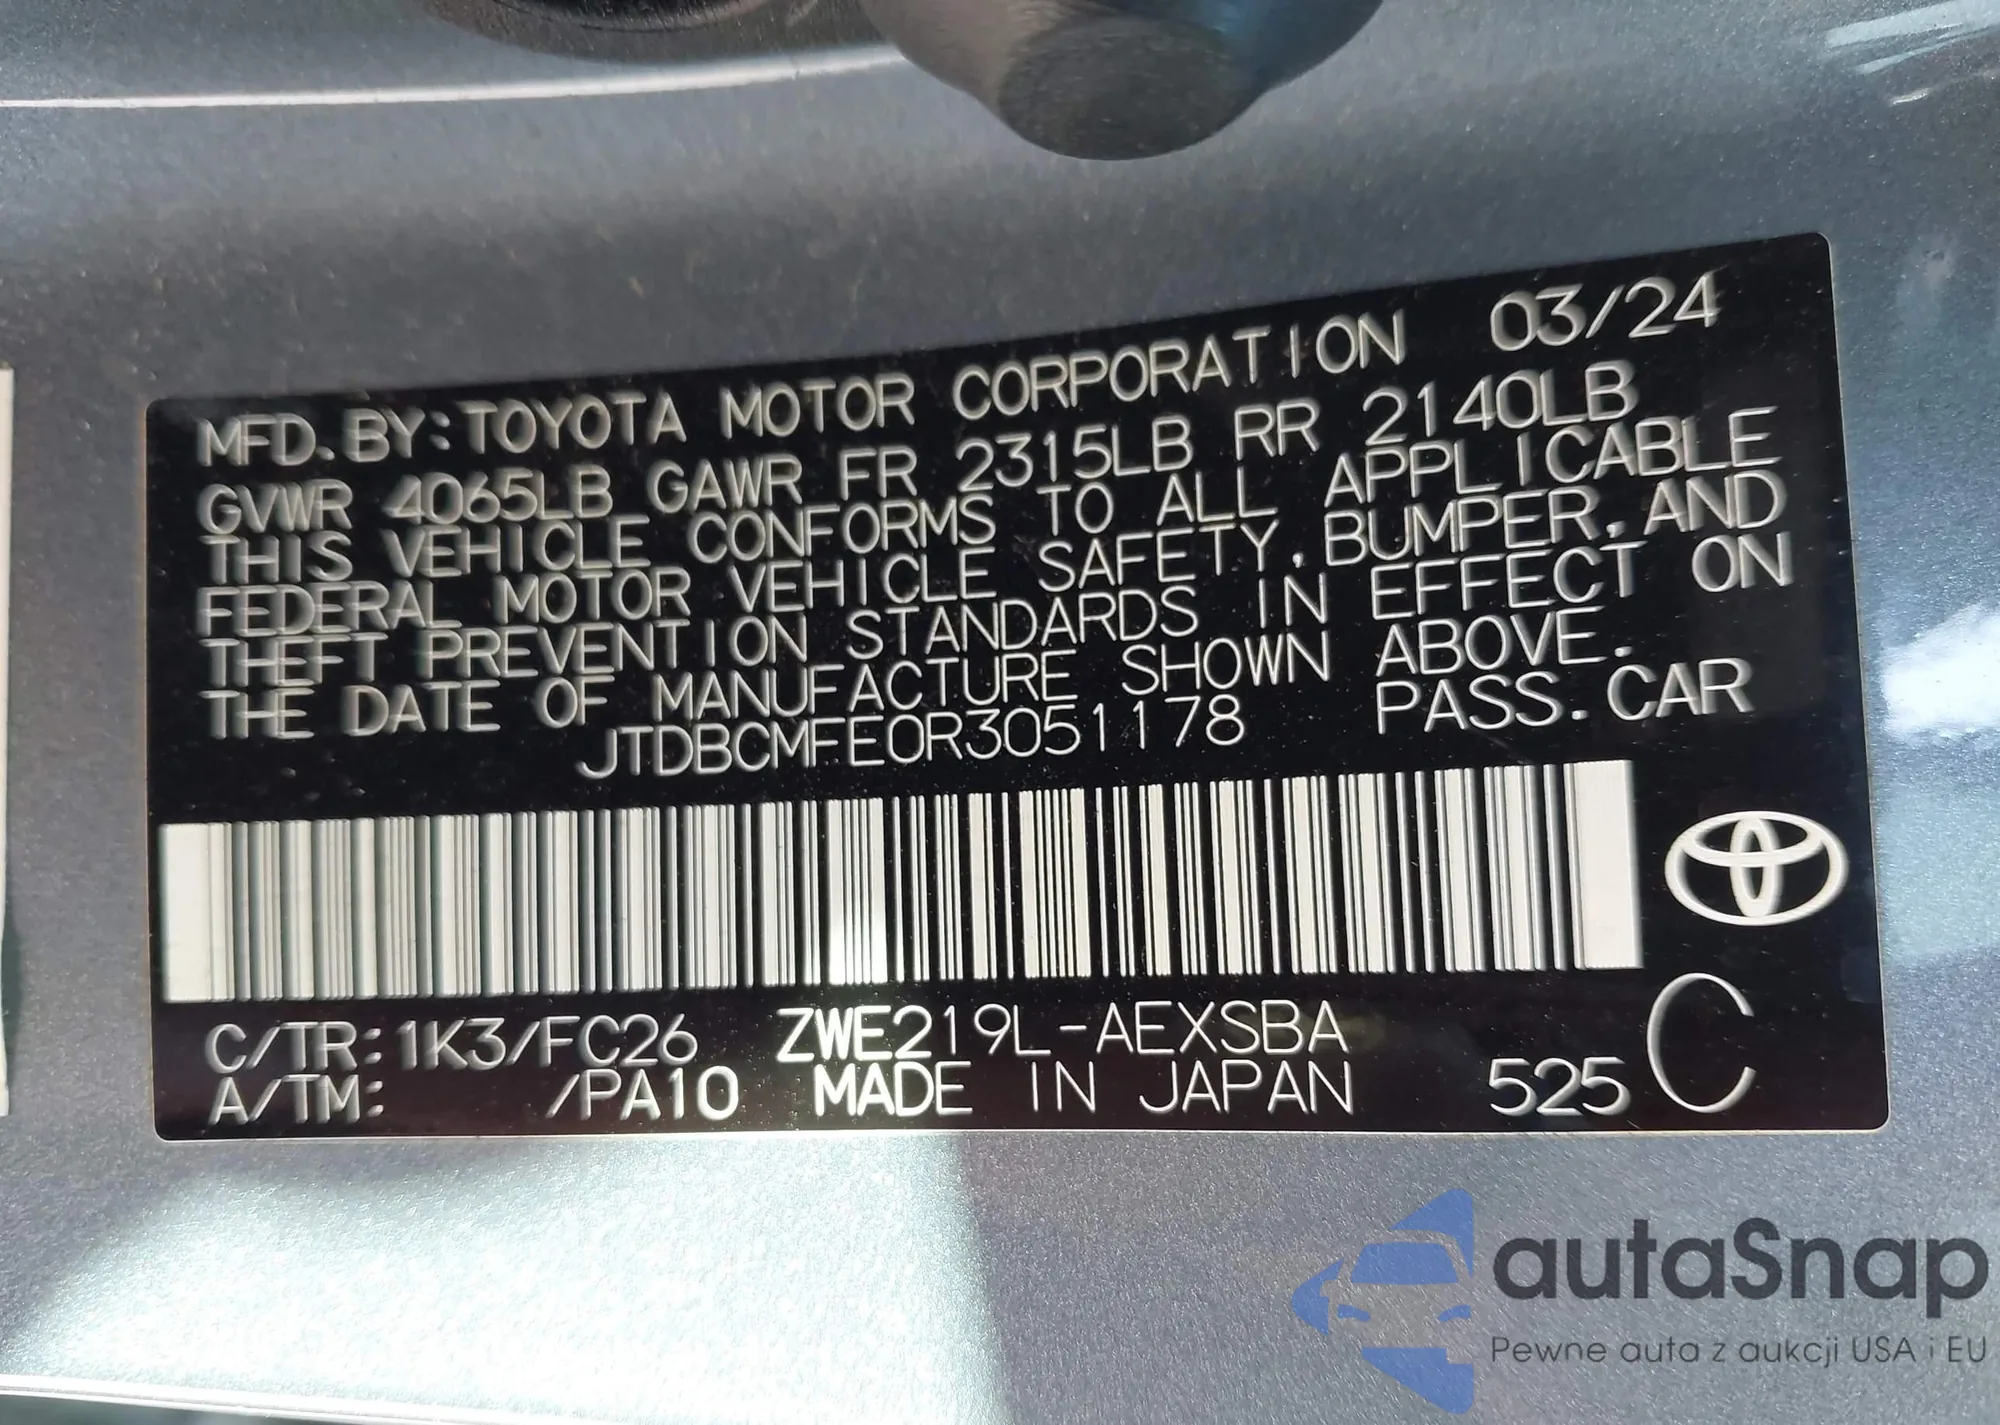 MFD. BY: TOYOTA MOTOR CORPORATION 03/24
GVWR 4065LB GAWR FR 2315LB RR 2140LB
THIS VEHICLE CONFORMS TO ALL APPLICABLE
FEDERAL MOTOR VEHICLE SAFETY, BUMPER, AND
THEFT PREVENTION STANDARDS IN EFFECT ON
THE DATE OF MANUFACTURE SHOWN ABOVE.
JTDBCMFE0R3051178 PASS. CAR
C/TR: 1K3/FC26 ZWE219L-AEXSBA
A/TM: /PA10 MADE IN JAPAN 525 C
autaSnap
Pewne auta z aukcji USA i EU